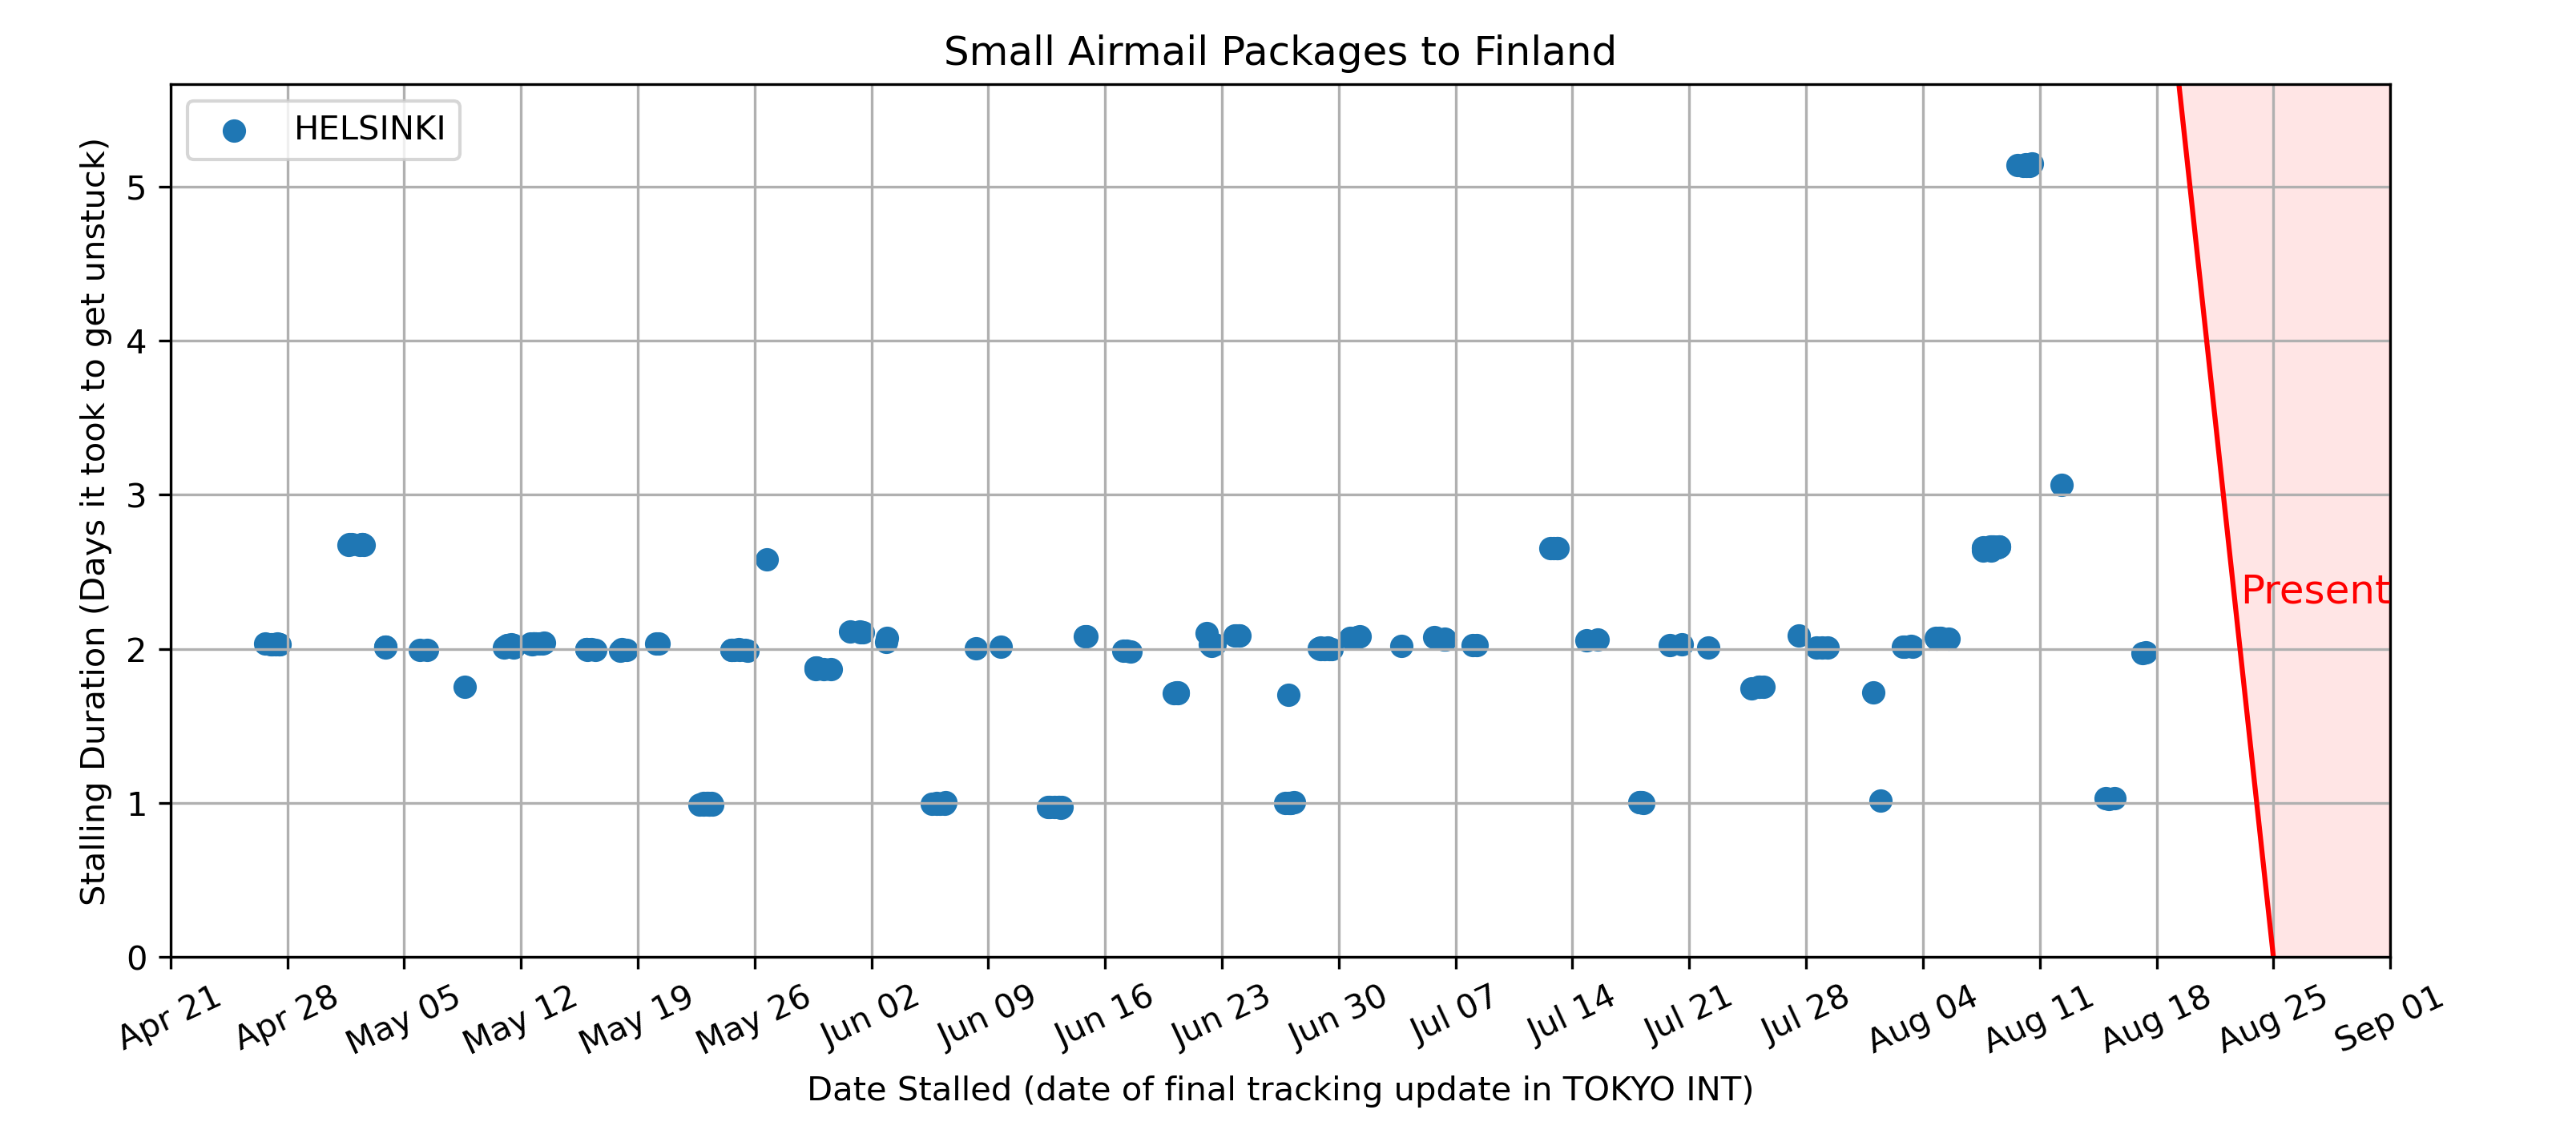 Small Airmail Packages to Finland
HELSINKI
Stalling Duration (Days it took to get unstuck)
5
4
3
2
1
0
Present
Apr 21
Apr 28
May 05
May 12
May 19
May 26
Jun 02
Jun 09
Jun 16
Jun 23
Jun 30
Jul 07
Jul 14
Jul 21
Jul 28
Aug 04
Aug 11
Aug 18
Aug 25
Sep 01
Date Stalled (date of final tracking update in TOKYO INT)